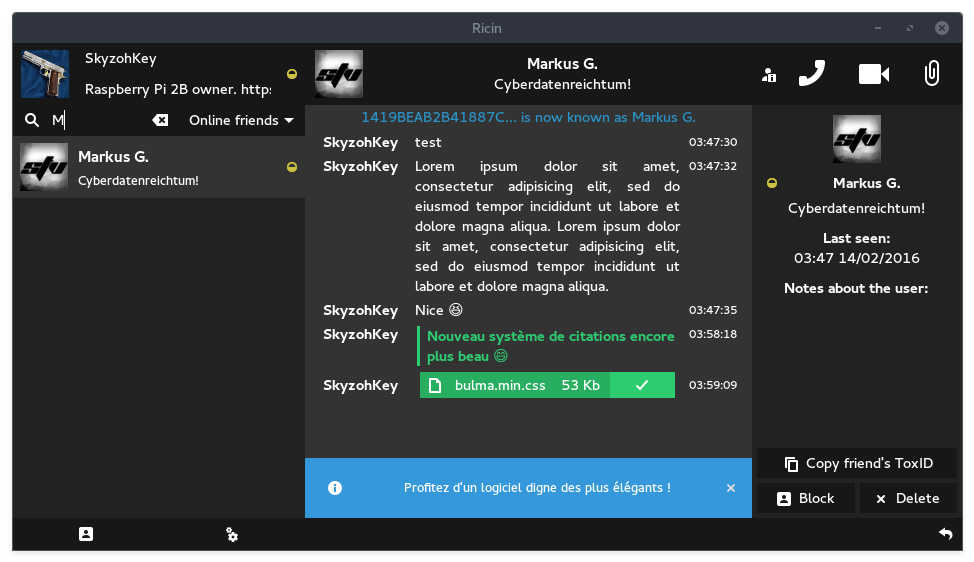 Ricin
SkyzohKey
Raspberry Pi 2B owner. https
M
Online friends
Markus G.
Cyberdatenreichtum!
Markus G.
Cyberdatenreichtum!
1419BEAB2B41887C... is now known as Markus G.
SkyzohKey test 03:47:30
SkyzohKey Lorem ipsum dolor sit amet, 03:47:32
consectetur adipisicing elit, sed do
eiusmod tempor incididunt ut labore et
dolore magna aliqua. Lorem ipsum dolor
sit amet, consectetur adipisicing elit,
sed do eiusmod tempor incididunt ut
labore et dolore magna aliqua.
SkyzohKey Nice 😆 03:47:35
SkyzohKey Nouveau système de citations encore 03:58:18
plus beau 😄
SkyzohKey bulma.min.css 53 Kb 03:59:09
Profitez d'un logiciel digne des plus élégants !
Markus G.
Cyberdatenreichtum!
Last seen:
03:47 14/02/2016
Notes about the user:
Copy friend's ToxID
Block
Delete